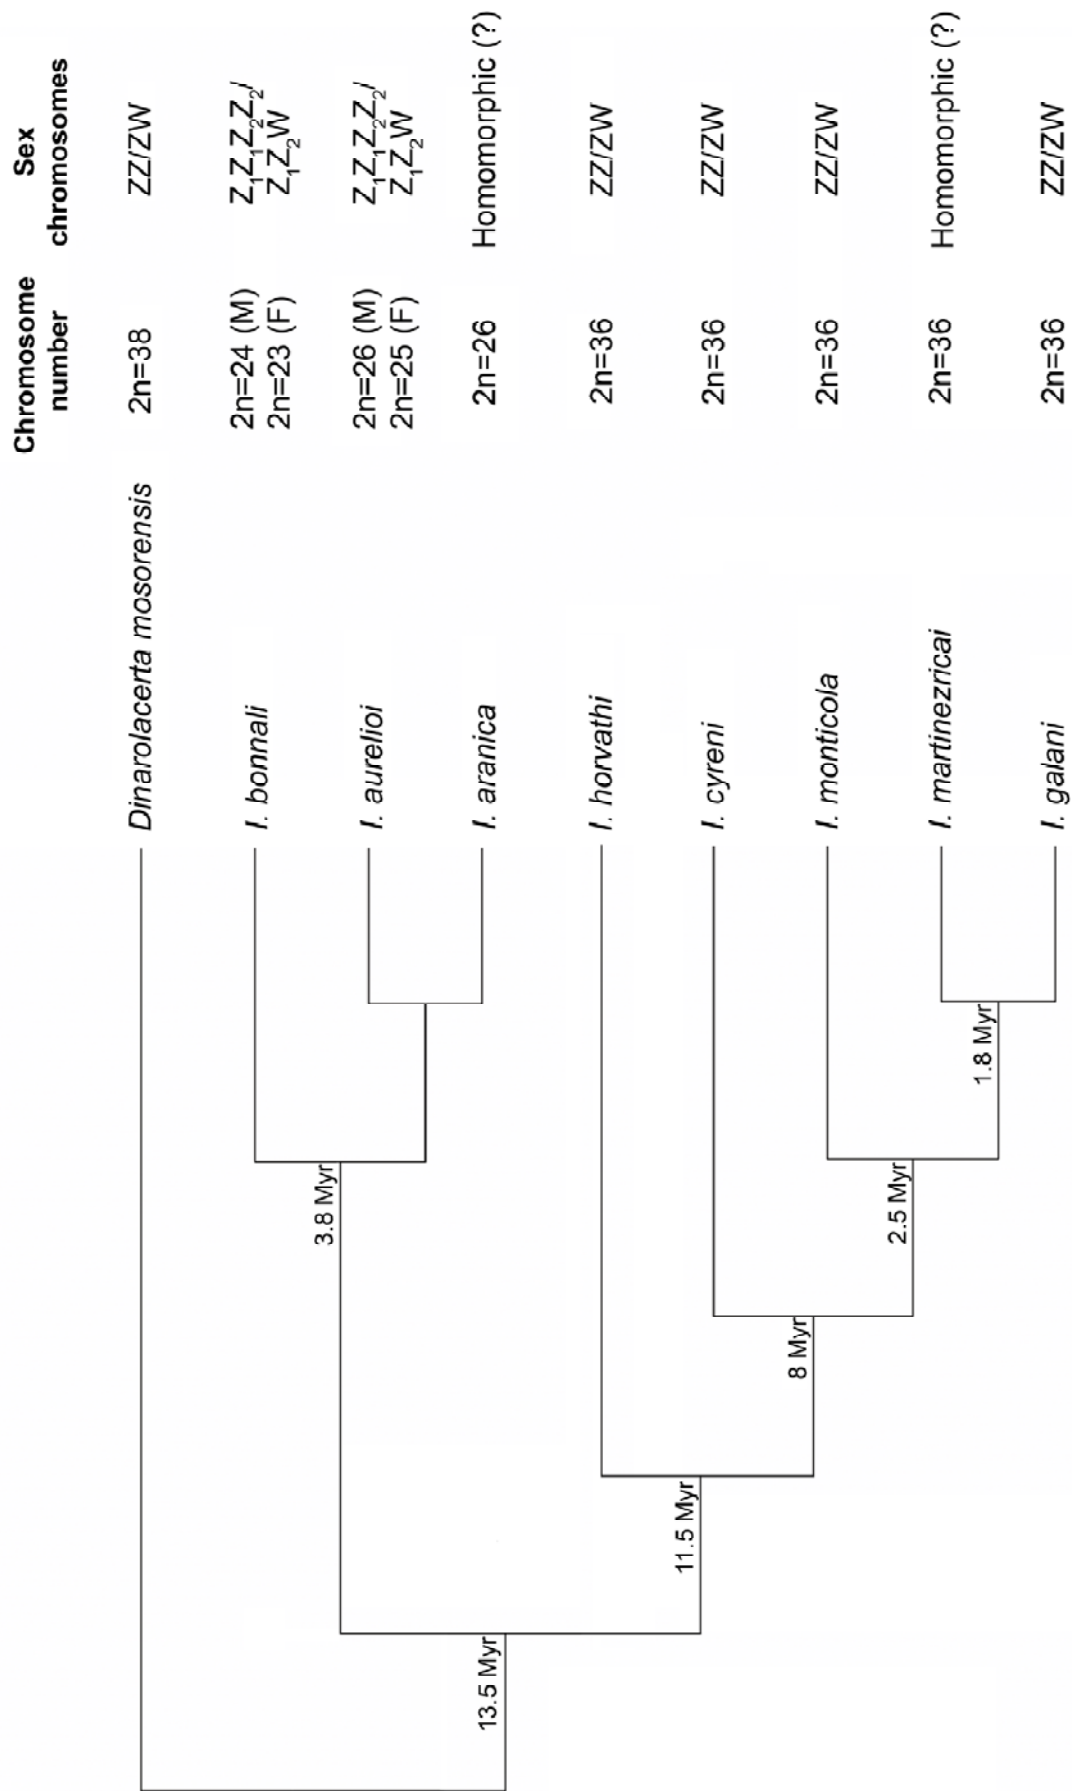 Chromosome number
Sex chromosomes
Dinarolacerta mosorensis
2n=38
ZZ/ZW
I. bonnali
2n=24 (M)
2n=23 (F)
Z1Z1Z2Z2/
Z1Z2W
I. aurelioi
2n=26 (M)
2n=25 (F)
Z1Z1Z2Z2/
Z1Z2W
I. aranica
2n=26
Homomorphic (?)
I. horvathi
2n=36
ZZ/ZW
I. cyreni
2n=36
ZZ/ZW
I. monticola
2n=36
ZZ/ZW
I. martinezricai
2n=36
Homomorphic (?)
I. galani
2n=36
ZZ/ZW
3.8 Myr
13.5 Myr
11.5 Myr
8 Myr
2.5 Myr
1.8 Myr